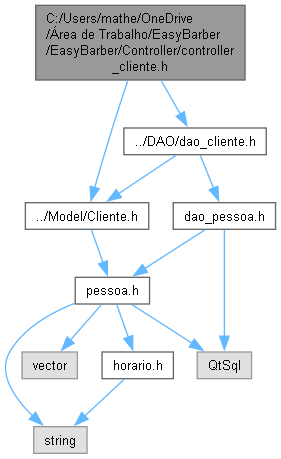 C:/Users/mathe/OneDrive
/Área de Trabalho/EasyBarber
/EasyBarber/Controller/controller
_cliente.h
../DAO/dao_cliente.h
../Model/Cliente.h
dao_pessoa.h
pessoa.h
vector
horario.h
QtSql
string